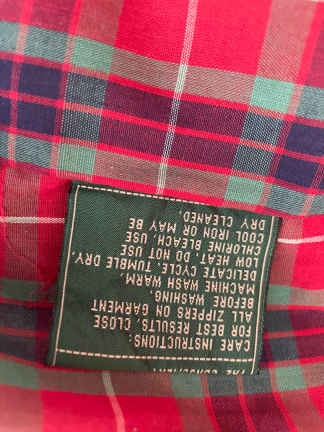 CARE INSTRUCTIONS:
FOR BEST RESULTS, CLOSE
ALL ZIPPERS ON GARMENT
BEFORE WASHING.
MACHINE WASH WARM,
DELICATE CYCLE, TUMBLE DRY,
LOW HEAT. DO NOT USE
CHLORINE BLEACH. USE
COOL IRON OR MAY BE
DRY CLEANED.